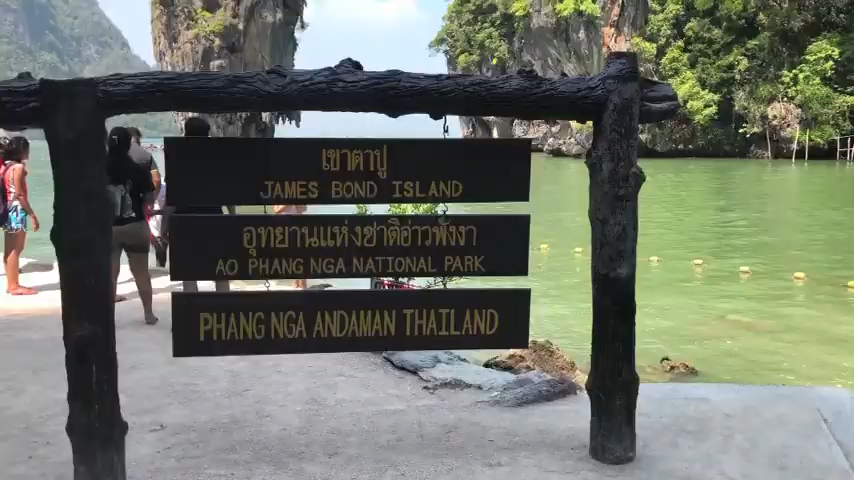 เขาตาปู
JAMES BOND ISLAND
อุทยานแห่งชาติอ่าวพังงา
AO PHANG NGA NATIONAL PARK
PHANG NGA ANDAMAN THAILAND